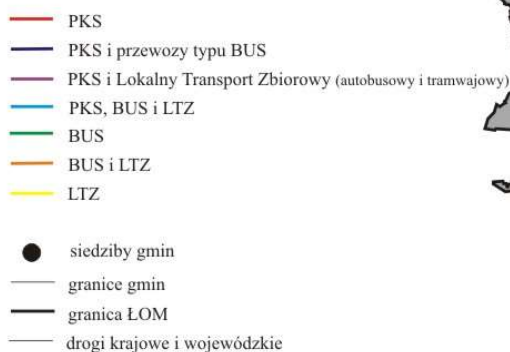 PKS
PKS i przewozy typu BUS
PKS i Lokalny Transport Zbiorowy (autobusowy i tramwajowy)
PKS, BUS i LTZ
BUS
BUS i LTZ
LTZ
siedziby gmin
granice gmin
granica ŁOM
drogi krajowe i wojewódzkie